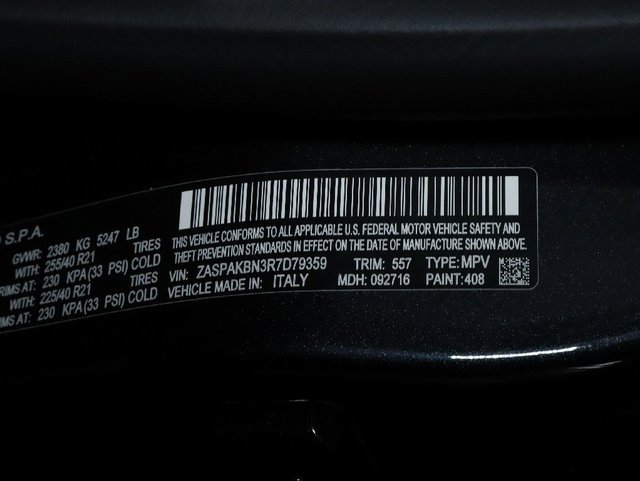 S.P.A.
GVWR: 2380 KG 5247 LB
WITH: 255/40 R21 TIRES
AT: 230 KPA(33 PSI) COLD
WITH: 225/40 R21 TIRES
RIMS AT: 230 KPA(33 PSI) COLD
THIS VEHICLE CONFORMS TO ALL APPLICABLE U.S. FEDERAL MOTOR VEHICLE SAFETY AND
THEFT PREVENTION STANDARDS IN EFFECT ON THE DATE OF MANUFACTURE SHOWN ABOVE.
VIN: ZASPAKBN3R7D79359 TRIM: 557 TYPE: MPV
VEHICLE MADE IN: ITALY MDH: 092716 PAINT: 408